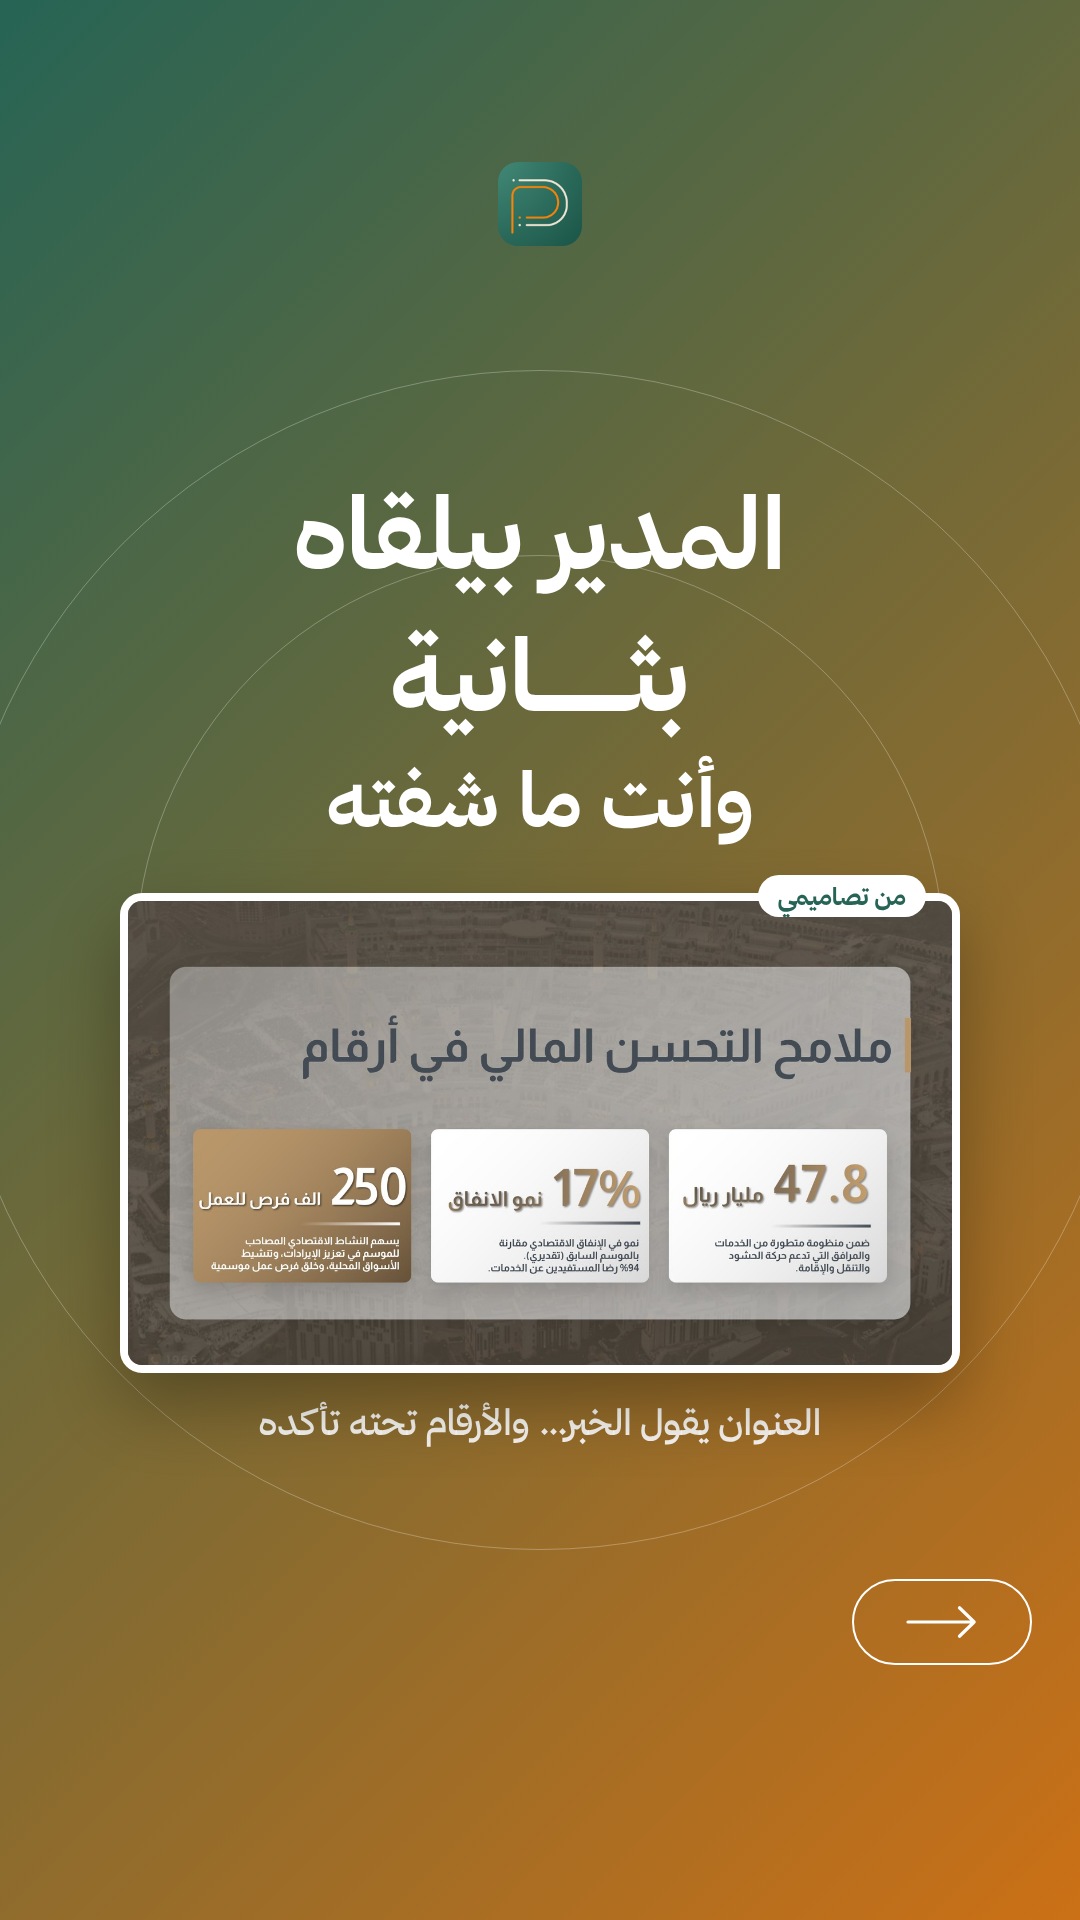 المدير بيلقاه
بثـــانية
وأنت ما شفته
من تصاميمي
ملامح التحسن المالي في أرقام
47.8 مليار ريال
ضمن منظومة متطورة من الخدمات
والمرافق التي تدعم حركة الحشود
والتنقل والإقامة.
17% نمو الانفاق
نمو في الإنفاق الاقتصادي مقارنة
بالموسم السابق (تقديري).
94% رضا المستفيدين عن الخدمات.
250 الف فرص للعمل
يسهم النشاط الاقتصادي المصاحب
للموسم في تعزيز الإيرادات، وتنشيط
الأسواق المحلية، وخلق فرص عمل موسمية
العنوان يقول الخبر... والأرقام تحته تأكده